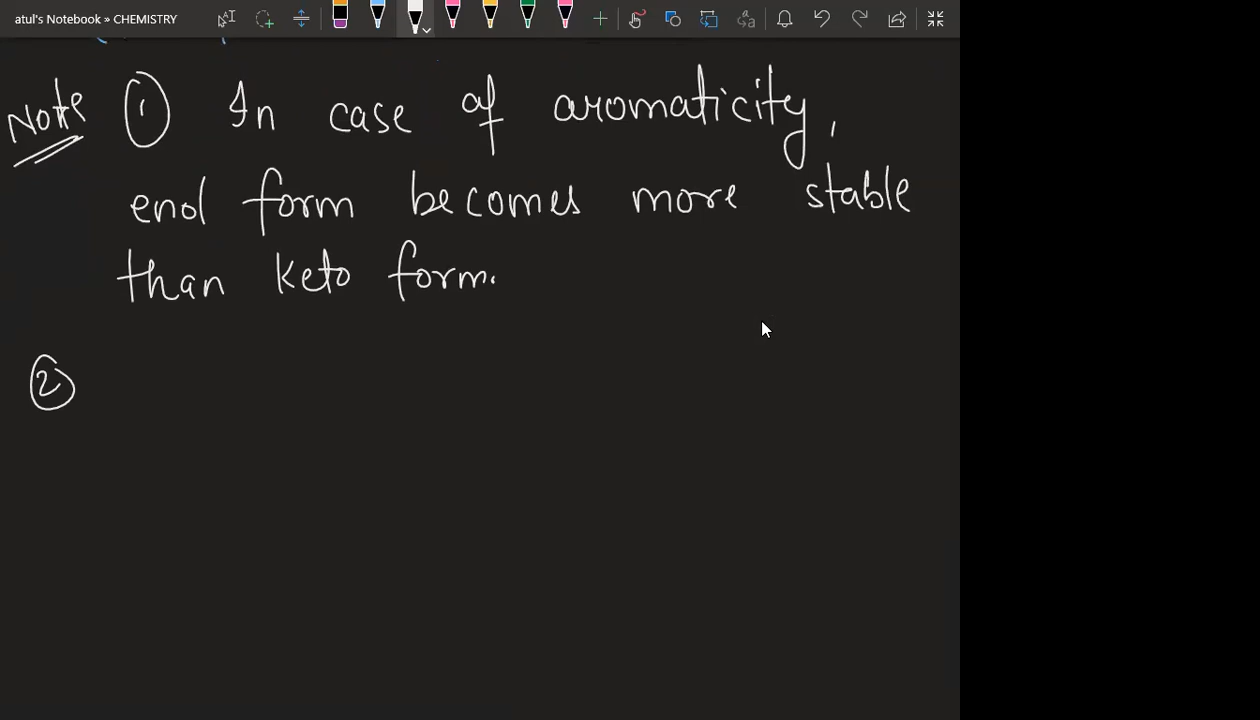 atul's Notebook » CHEMISTRY
Note ① In case of aromaticity,
enol form becomes more stable
than keto form.
②